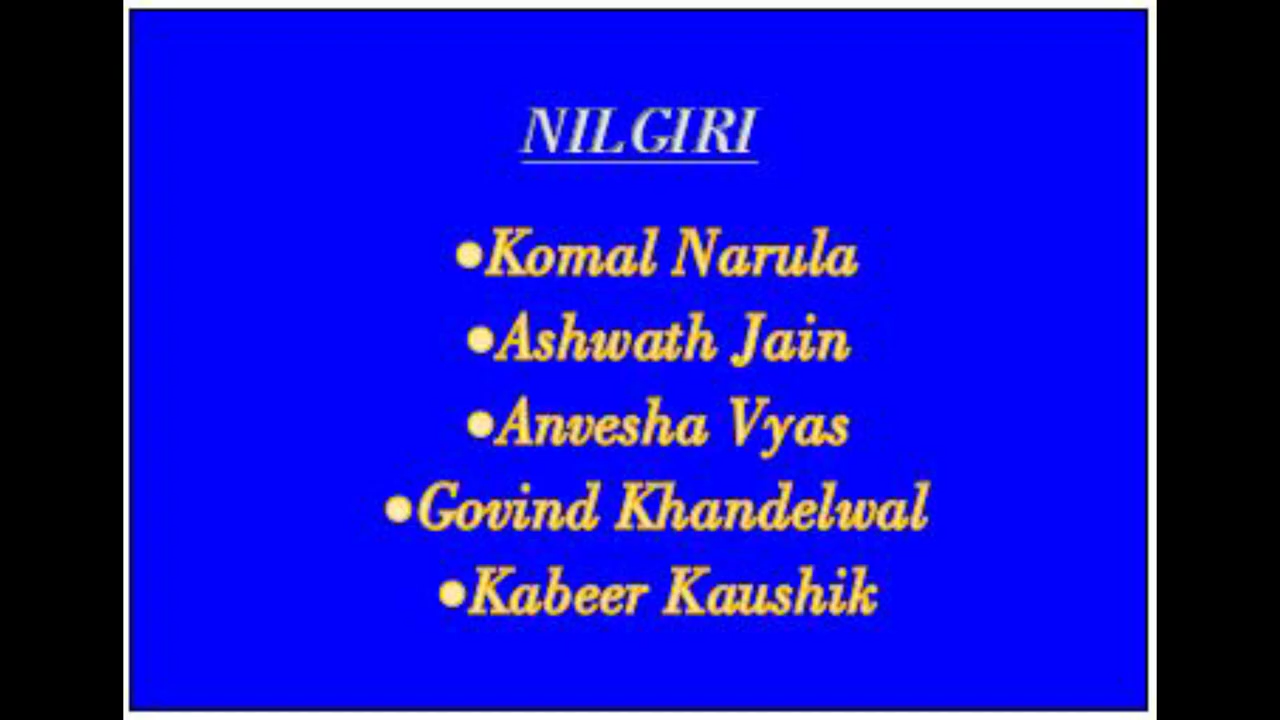 NILGIRI
•Komal Narula
•Ashwath Jain
•Anvesha Vyas
•Govind Khandelwal
•Kabeer Kaushik